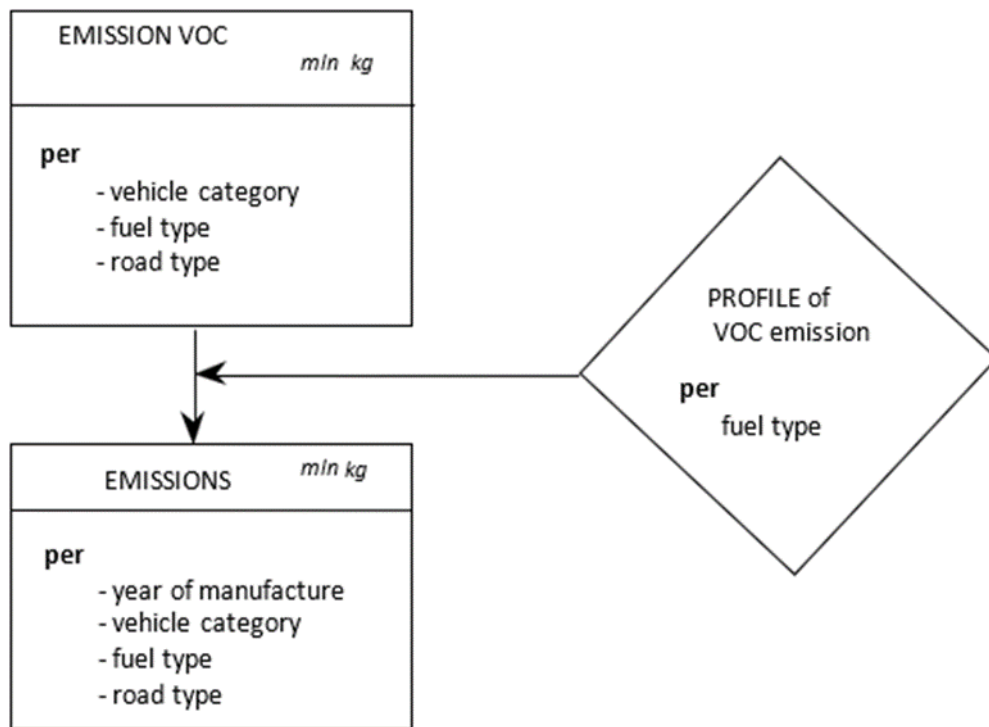 EMISSION VOC
mln kg
per
- vehicle category
- fuel type
- road type
PROFILE of
VOC emission
per
fuel type
EMISSIONS
mln kg
per
- year of manufacture
- vehicle category
- fuel type
- road type